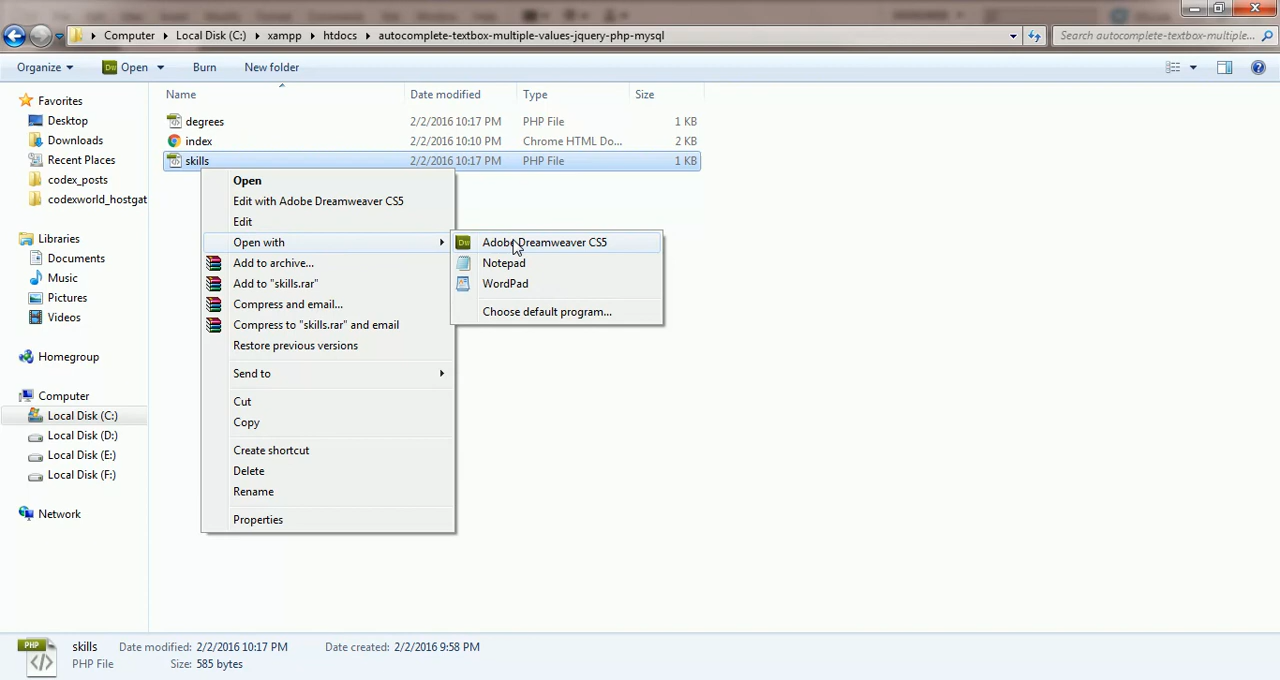 Computer
Local Disk (C:)
xampp
htdocs
autocomplete-textbox-multiple-values-jquery-php-mysql
Search autocomplete-textbox-multiple...
Organize
Dw
Open
Burn
New folder
Favorites
Desktop
Downloads
Recent Places
codex_posts
codexworld_hostgat
Libraries
Documents
Music
Pictures
Videos
Homegroup
Computer
Local Disk (C:)
Local Disk (D:)
Local Disk (E:)
Local Disk (F:)
Network
Name Date modified Type Size
degrees 2/2/2016 10:17 PM PHP File 1 KB
index 2/2/2016 10:10 PM Chrome HTML Do... 2 KB
skills 2/2/2016 10:17 PM PHP File 1 KB
Open
Edit with Adobe Dreamweaver CS5
Edit
Open with
Add to archive...
Add to "skills.rar"
Compress and email...
Compress to "skills.rar" and email
Restore previous versions
Send to
Cut
Copy
Create shortcut
Delete
Rename
Properties
Dw Adobe Dreamweaver CS5
Notepad
WordPad
Choose default program...
PHP
skills Date modified: 2/2/2016 10:17 PM Date created: 2/2/2016 9:58 PM
PHP File Size: 585 bytes